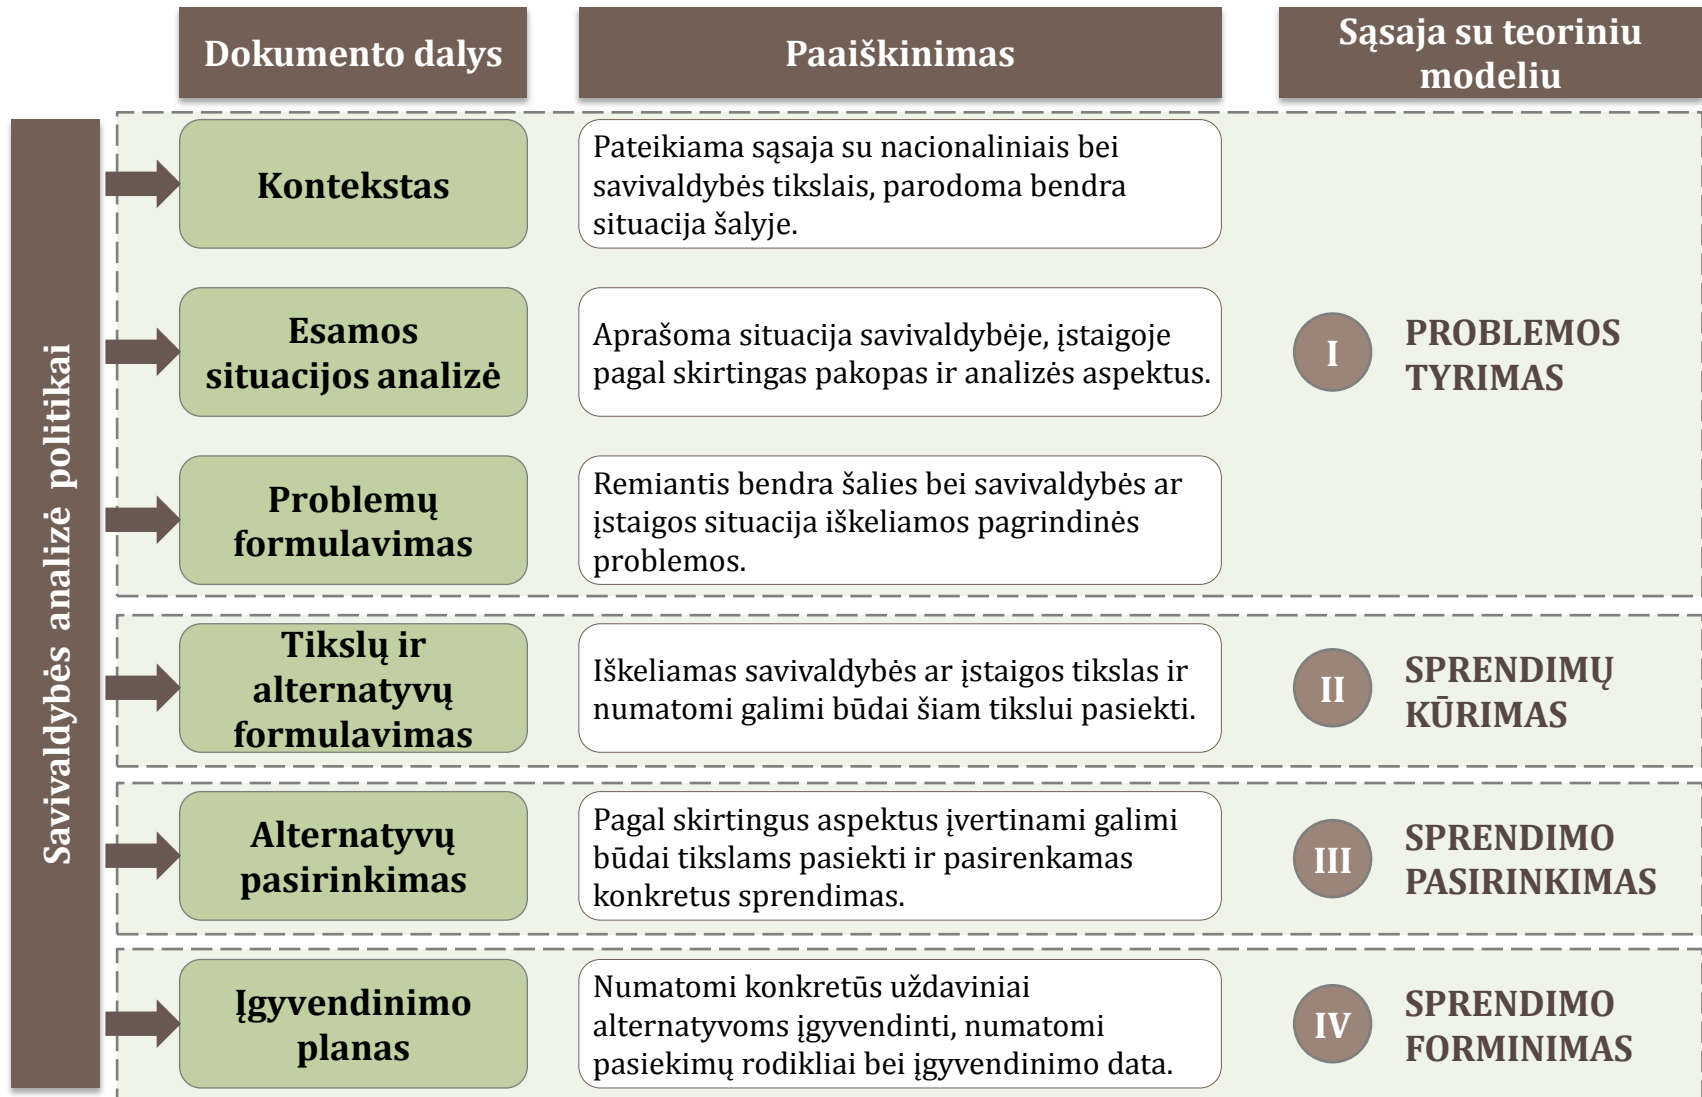 Dokumento dalys
Paaiškinimas
Sąsaja su teoriniu
modeliu
Savivaldybės analizė politikai
Kontekstas
Pateikiama sąsaja su nacionaliniais bei
savivaldybės tikslais, parodoma bendra
situacija šalyje.
Esamos
situacijos analizė
Aprašoma situacija savivaldybėje, įstaigoje
pagal skirtingas pakopas ir analizės aspektus.
I
PROBLEMOS
TYRIMAS
Problemų
formulavimas
Remiantis bendra šalies bei savivaldybės ar
įstaigos situacija iškeliamos pagrindinės
problemos.
Tikslų ir
alternatyvų
formulavimas
Iškeliamas savivaldybės ar įstaigos tikslas ir
numatomi galimi būdai šiam tikslui pasiekti.
II
SPRENDIMŲ
KŪRIMAS
Alternatyvų
pasirinkimas
Pagal skirtingus aspektus įvertinami galimi
būdai tikslams pasiekti ir pasirenkamas
konkretus sprendimas.
III
SPRENDIMO
PASIRINKIMAS
Įgyvendinimo
planas
Numatomi konkretūs uždaviniai
alternatyvoms įgyvendinti, numatomi
pasiekimų rodikliai bei įgyvendinimo data.
IV
SPRENDIMO
FORMINIMAS